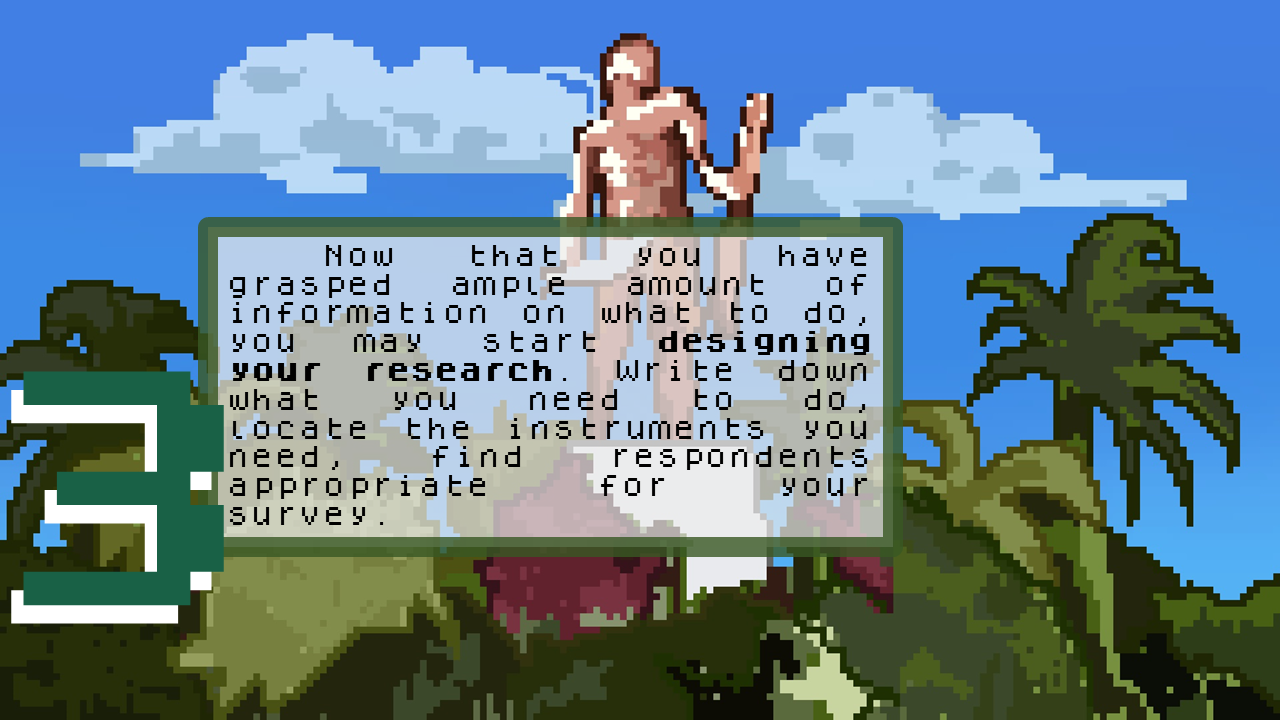 Now that you have
grasped ample amount of
information on what to do,
you may start designing
your research. Write down
what you need to do,
locate the instruments you
need, find respondents
appropriate for your
survey.
3